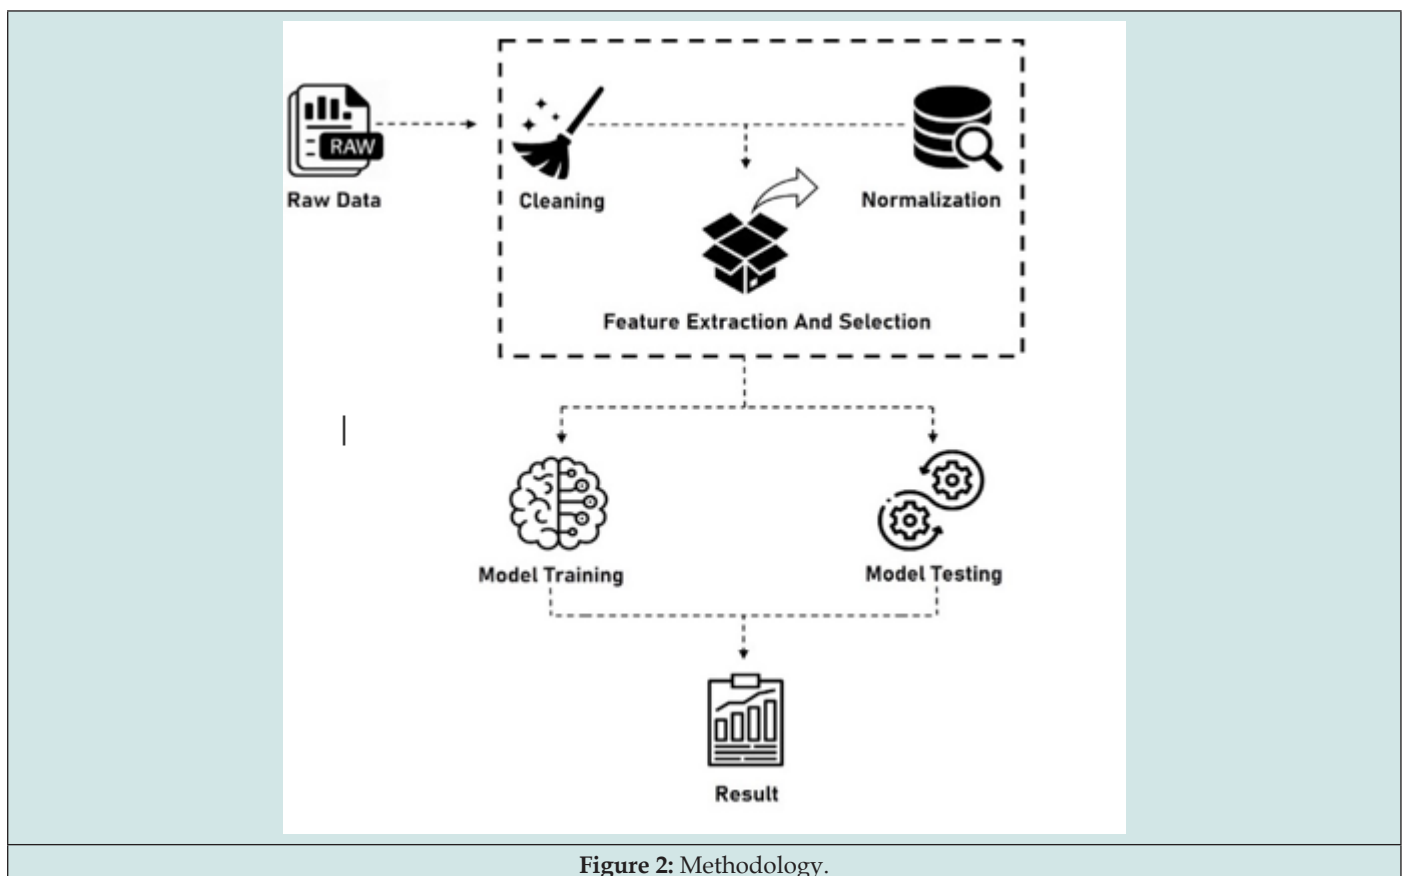 RAW
Raw Data
Cleaning
Normalization
Feature Extraction And Selection
Model Training
Model Testing
Result
Figure 2: Methodology.